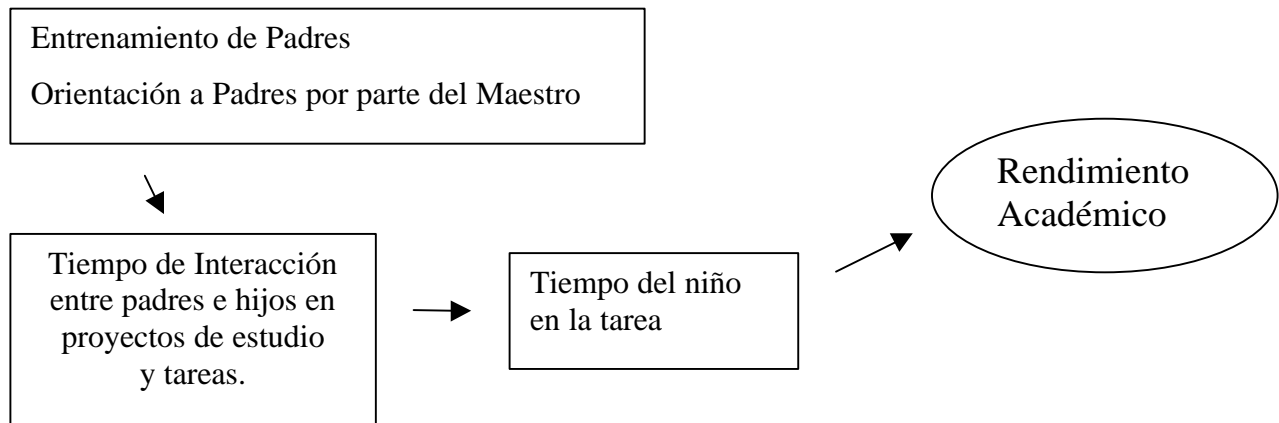 Entrenamiento de Padres
Orientación a Padres por parte del Maestro
Rendimiento
Académico
Tiempo de Interacción
entre padres e hijos en
proyectos de estudio
y tareas.
Tiempo del niño
en la tarea